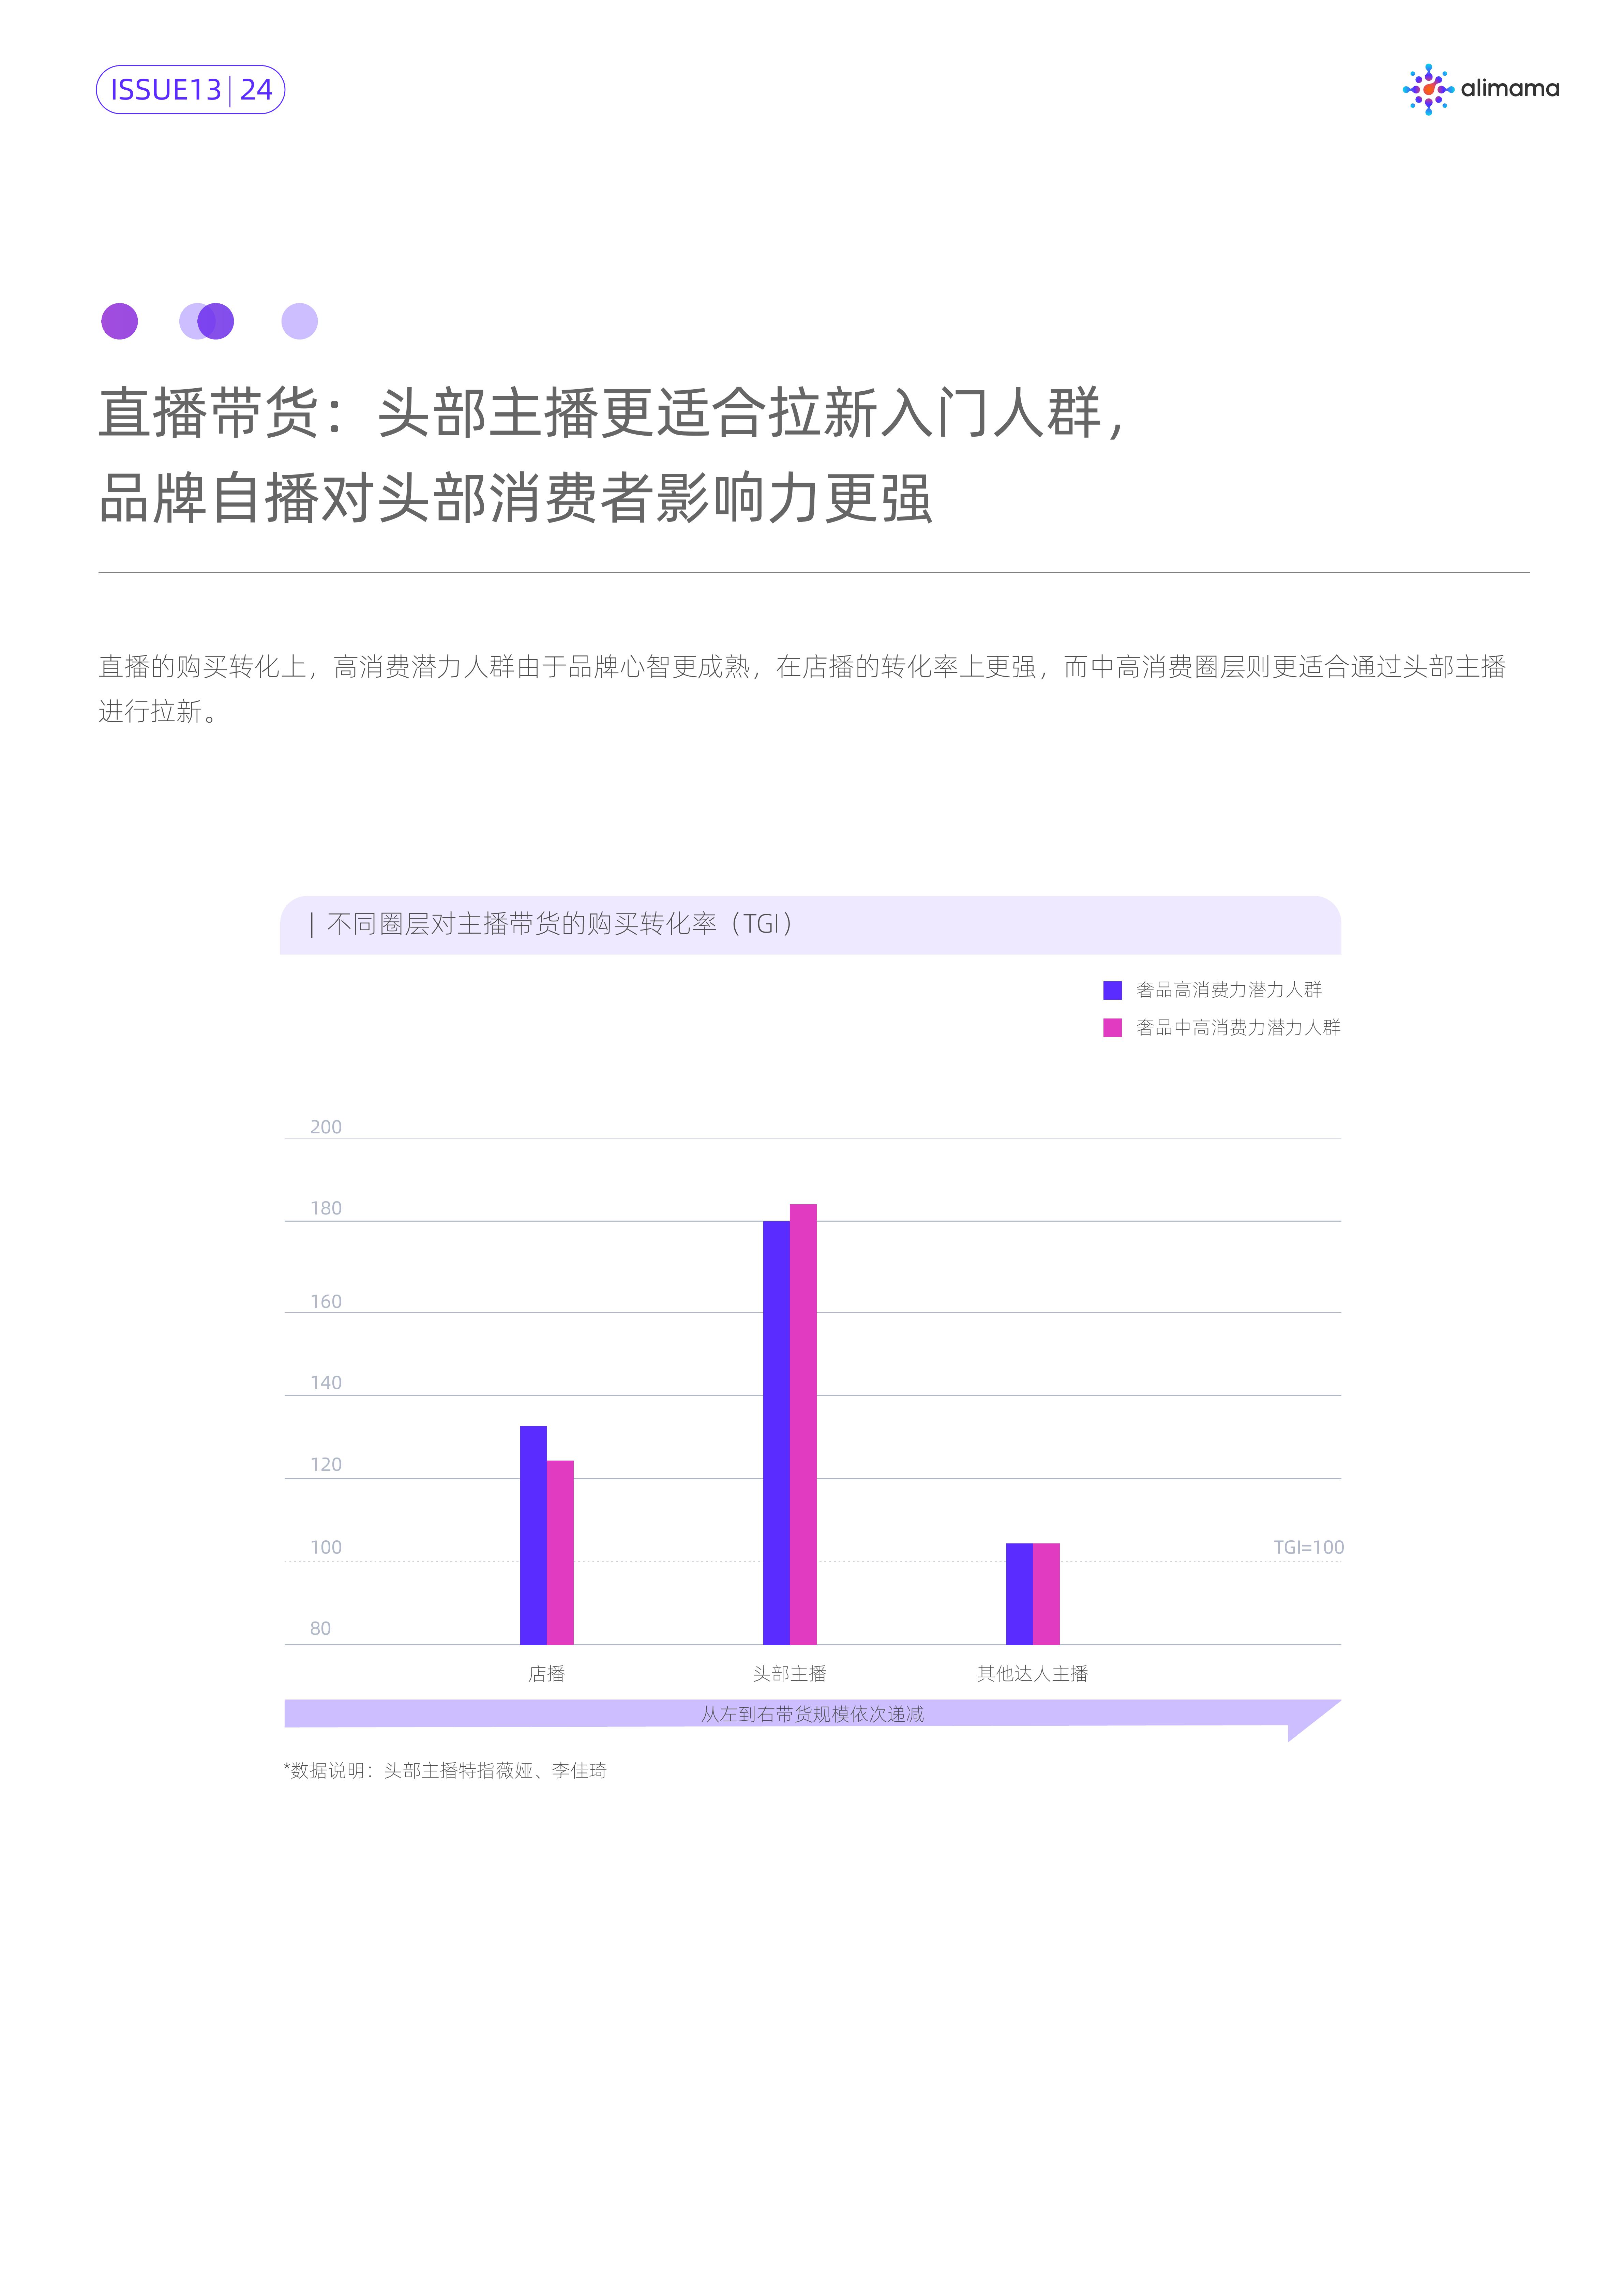 ISSUE13|24
alimama
直播带货：头部主播更适合拉新入门人群，
品牌自播对头部消费者影响力更强
直播的购买转化上，高消费潜力人群由于品牌心智更成熟，在店播的转化率上更强，而中高消费圈层则更适合通过头部主播
进行拉新。
| 不同圈层对主播带货的购买转化率（TGI）
奢品高消费力潜力人群
奢品中高消费力潜力人群
200
180
160
140
120
100
TGI=100
80
店播
头部主播
其他达人主播
从左到右带货规模依次递减
*数据说明：头部主播特指薇娅、李佳琦